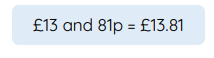 £13 and 81p = £13.81